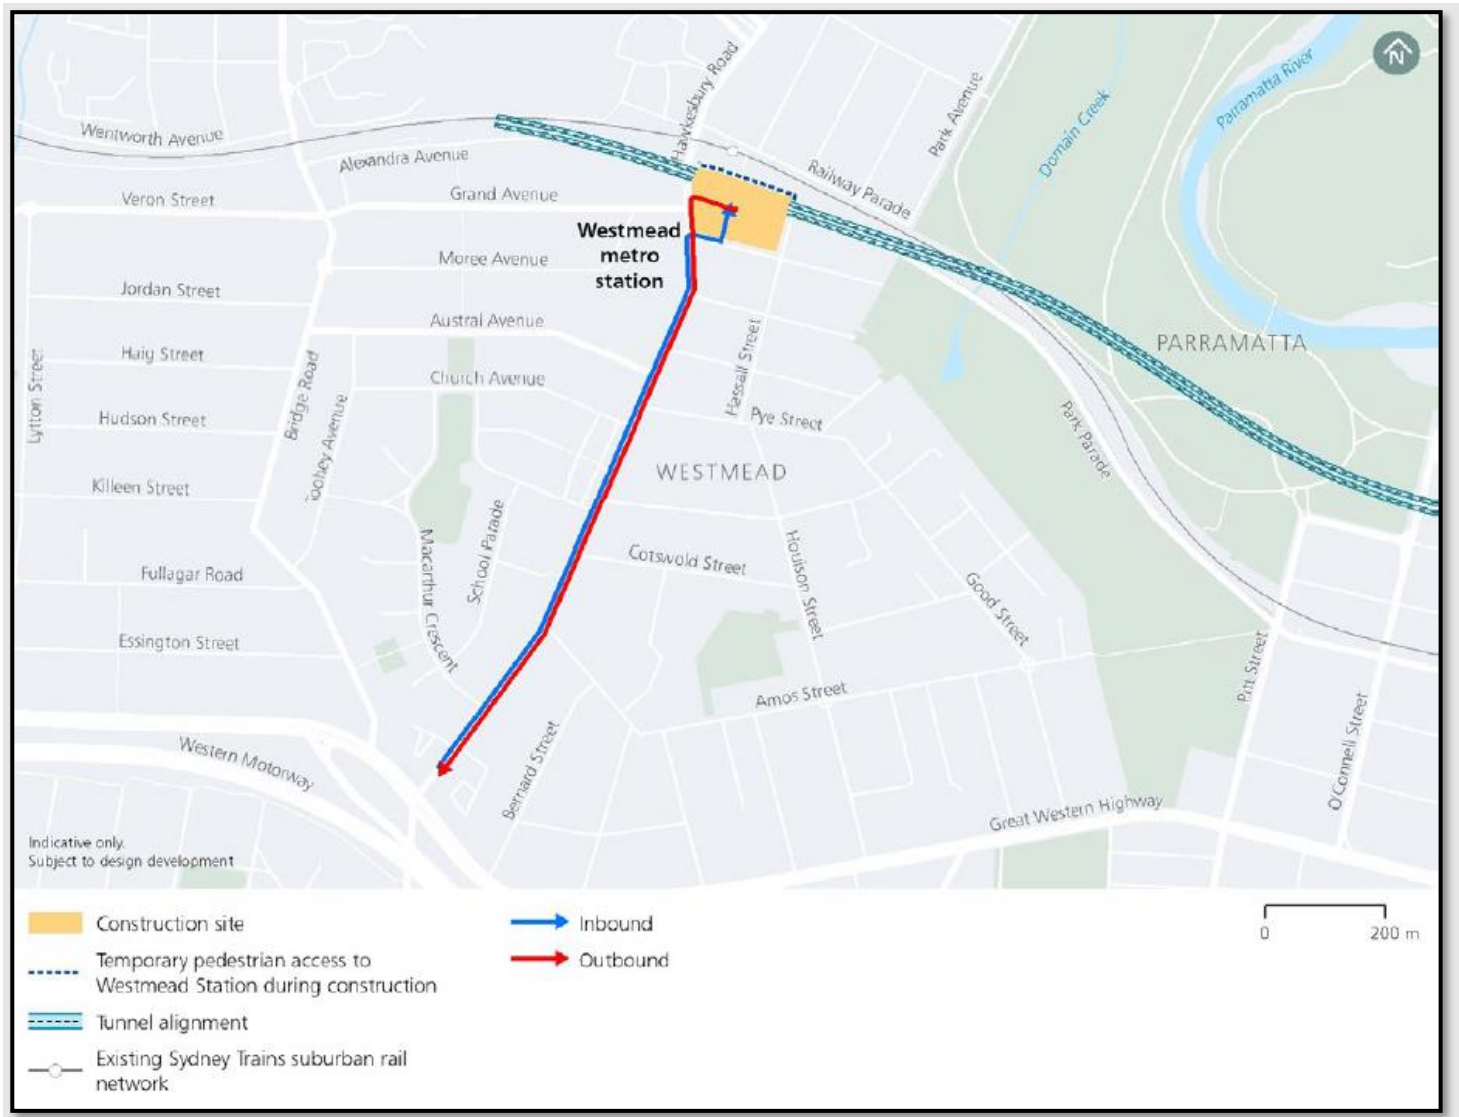 N
Hawkesbury Road
Park Avenue
Domain Creek
Parramatta River
Wentworth Avenue
Alexandra Avenue
Railway Parade
Veron Street
Grand Avenue
Westmead
metro
station
Moree Avenue
Jordan Street
Austral Avenue
PARRAMATTA
Haig Street
Lytton Street
Bridge Road
Church Avenue
Hassall Street
Toohey Avenue
Hudson Street
Pye Street
Park Parade
WESTMEAD
Killeen Street
School Parade
Macarthur Crescent
Cotswold Street
Houison Street
Good Street
Fullagar Road
Essington Street
Pitt Street
Amos Street
O'Connell Street
Western Motorway
Bernard Street
Great Western Highway
Indicative only.
Subject to design development
Construction site
Temporary pedestrian access to
Westmead Station during construction
Tunnel alignment
Existing Sydney Trains suburban rail
network
Inbound
Outbound
0 200 m